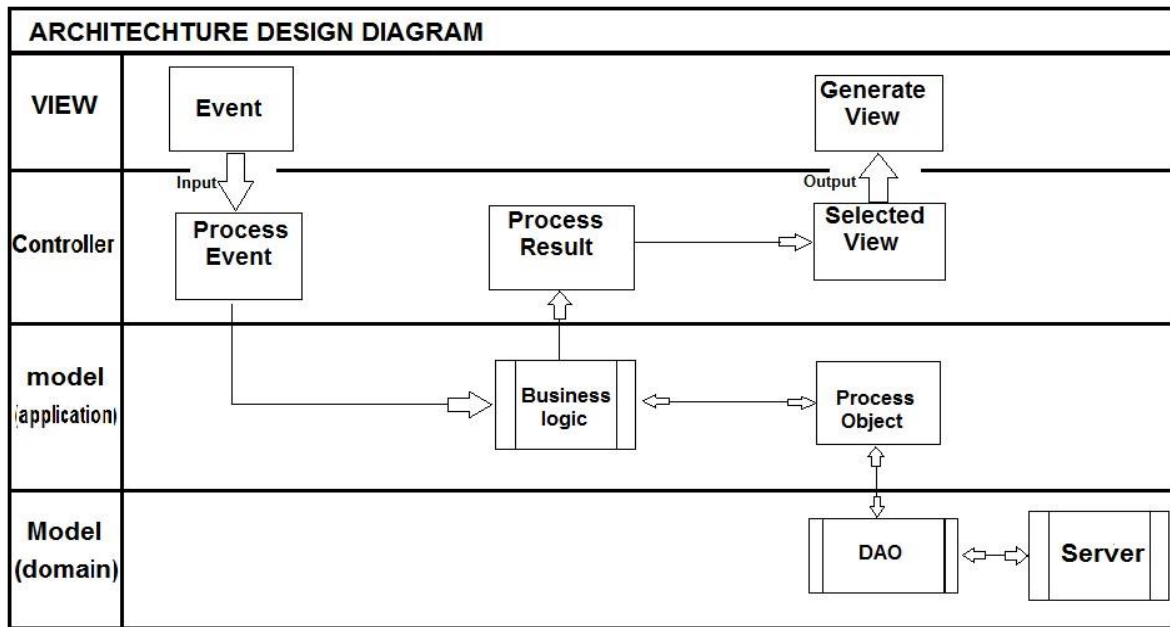 ARCHITECHTURE DESIGN DIAGRAM
VIEW
Event
Generate
View
Input
Output
Controller
Process
Event
Process
Result
Selected
View
model
(application)
Business
logic
Process
Object
Model
(domain)
DAO
Server